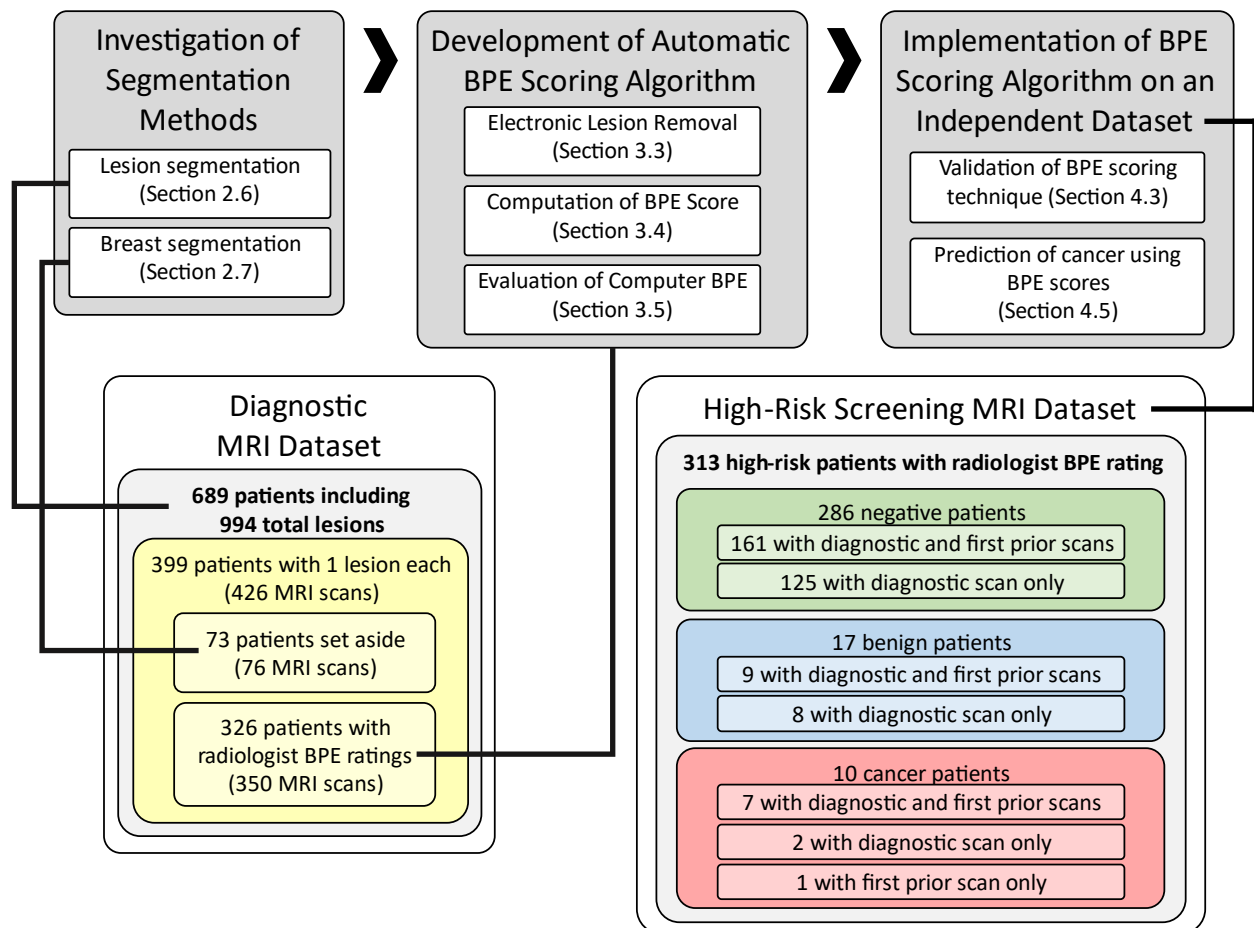 Investigation of
Segmentation
Methods
Lesion segmentation
(Section 2.6)
Breast segmentation
(Section 2.7)
Development of Automatic
BPE Scoring Algorithm
Electronic Lesion Removal
(Section 3.3)
Computation of BPE Score
(Section 3.4)
Evaluation of Computer BPE
(Section 3.5)
Implementation of BPE
Scoring Algorithm on an
Independent Dataset
Validation of BPE scoring
technique (Section 4.3)
Prediction of cancer using
BPE scores
(Section 4.5)
Diagnostic
MRI Dataset
689 patients including
994 total lesions
399 patients with 1 lesion each
(426 MRI scans)
73 patients set aside
(76 MRI scans)
326 patients with
radiologist BPE ratings
(350 MRI scans)
High-Risk Screening MRI Dataset
313 high-risk patients with radiologist BPE rating
286 negative patients
161 with diagnostic and first prior scans
125 with diagnostic scan only
17 benign patients
9 with diagnostic and first prior scans
8 with diagnostic scan only
10 cancer patients
7 with diagnostic and first prior scans
2 with diagnostic scan only
1 with first prior scan only